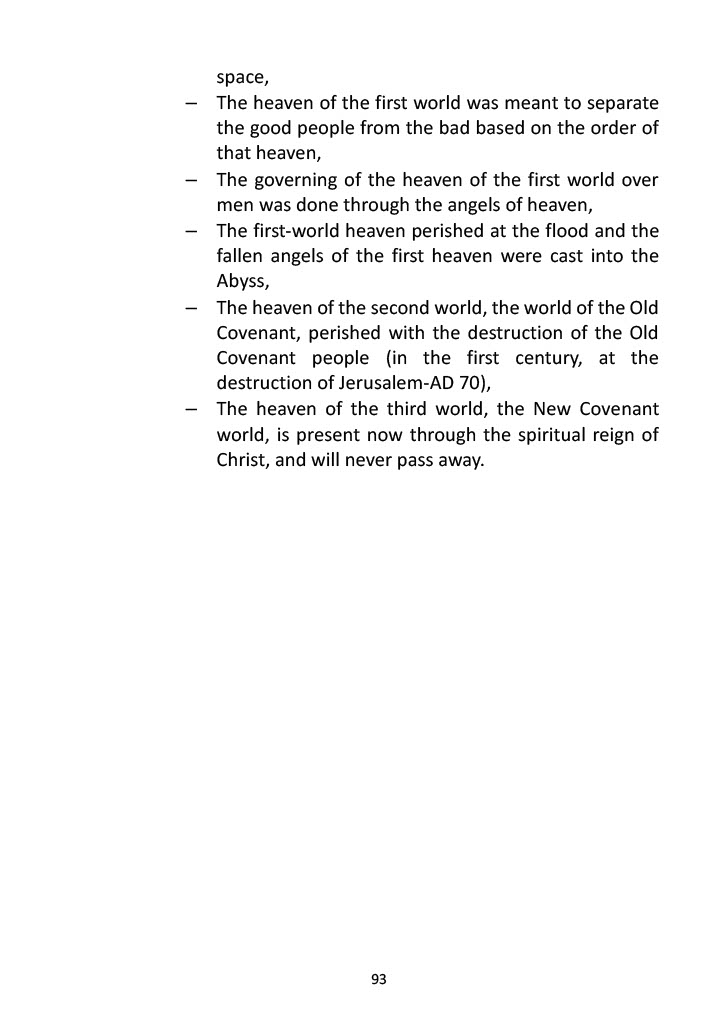 space,
– The heaven of the first world was meant to separate
the good people from the bad based on the order of
that heaven,
– The governing of the heaven of the first world over
men was done through the angels of heaven,
– The first-world heaven perished at the flood and the
fallen angels of the first heaven were cast into the
Abyss,
– The heaven of the second world, the world of the Old
Covenant, perished with the destruction of the Old
Covenant people (in the first century, at the
destruction of Jerusalem-AD 70),
– The heaven of the third world, the New Covenant
world, is present now through the spiritual reign of
Christ, and will never pass away.
93